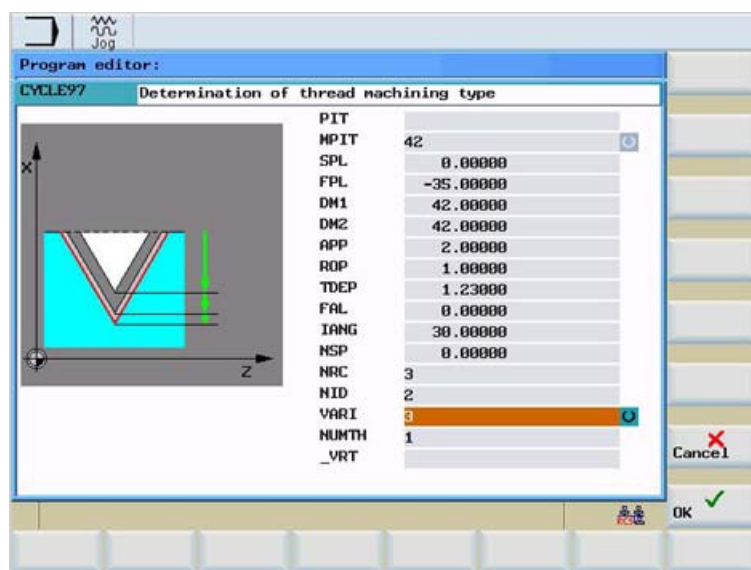 Jog
Program editor:
CYCLE97 Determination of thread machining type
PIT
MPIT 42
SPL 0.00000
FPL -35.00000
DM1 42.00000
DM2 42.00000
APP 2.00000
ROP 1.00000
TDEP 1.23000
FAL 0.00000
IANG 30.00000
NSP 0.00000
NRC 3
NID 2
VARI 3
NUMTH 1
_VRT
X
Z
Cancel
OK